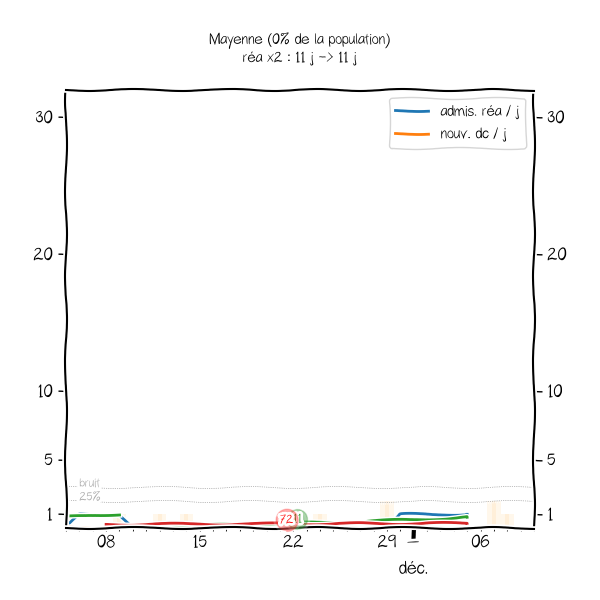 Mayenne (0% de la population)
réa x2 : 11 j -> 11 j
admis. réa / j
nouv. dc / j
30
30
20
20
10
10
5
5
bruit
25%
1
1
72
08
15
22
29
06
déc.